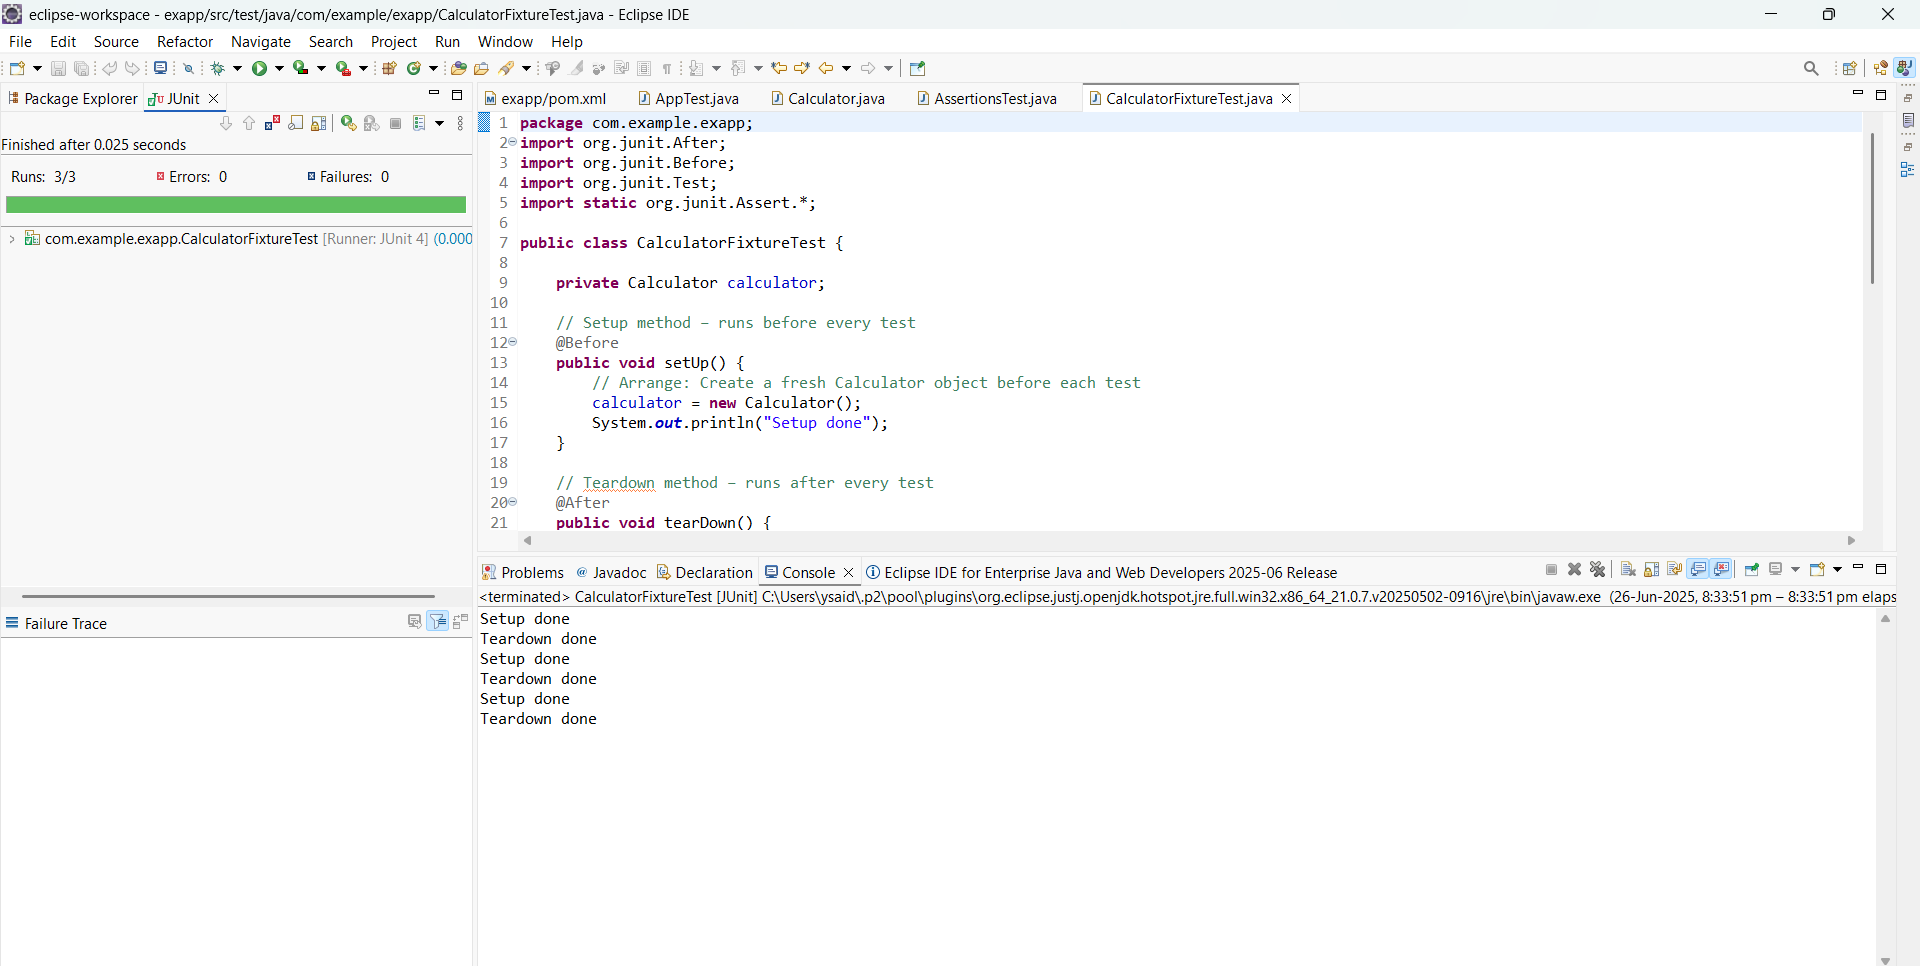 eclipse-workspace - exapp/src/test/java/com/example/exapp/CalculatorFixtureTest.java - Eclipse IDE
File Edit Source Refactor Navigate Search Project Run Window Help
Package Explorer JUnit
Finished after 0.025 seconds
Runs: 3/3 Errors: 0 Failures: 0
com.example.exapp.CalculatorFixtureTest [Runner: JUnit 4] (0.000
Failure Trace
exapp/pom.xml AppTest.java Calculator.java AssertionsTest.java CalculatorFixtureTest.java
1 package com.example.exapp;
2 import org.junit.After;
3 import org.junit.Before;
4 import org.junit.Test;
5 import static org.junit.Assert.*;
6
7 public class CalculatorFixtureTest {
8
9 private Calculator calculator;
10
11 // Setup method – runs before every test
12 @Before
13 public void setUp() {
14 // Arrange: Create a fresh Calculator object before each test
15 calculator = new Calculator();
16 System.out.println("Setup done");
17 }
18
19 // Teardown method – runs after every test
20 @After
21 public void tearDown() {
Problems Javadoc Declaration Console Eclipse IDE for Enterprise Java and Web Developers 2025-06 Release
<terminated> CalculatorFixtureTest [JUnit] C:\Users\ysaid\.p2\pool\plugins\org.eclipse.justj.openjdk.hotspot.jre.full.win32.x86_64_21.0.7.v20250502-0916\jre\bin\javaw.exe (26-Jun-2025, 8:33:51 pm – 8:33:51 pm elaps
Setup done
Teardown done
Setup done
Teardown done
Setup done
Teardown done